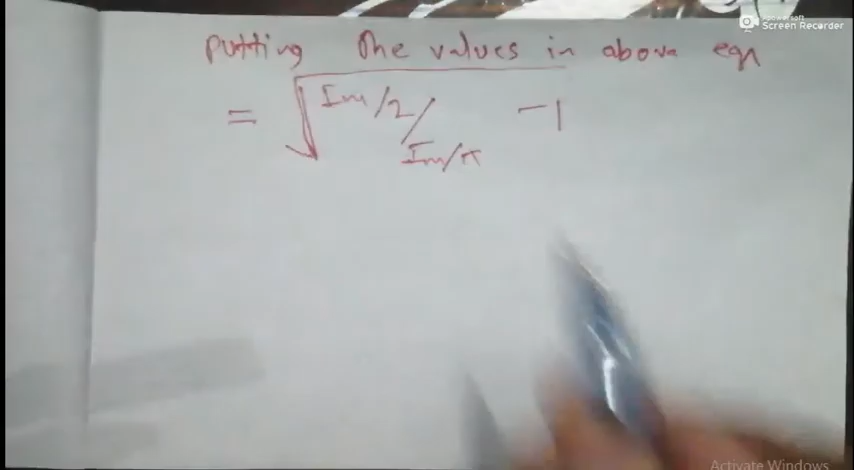 Screen Recorder
putting the values in above eqn
= √ Im/2 / Im/π -1
Activate Windows